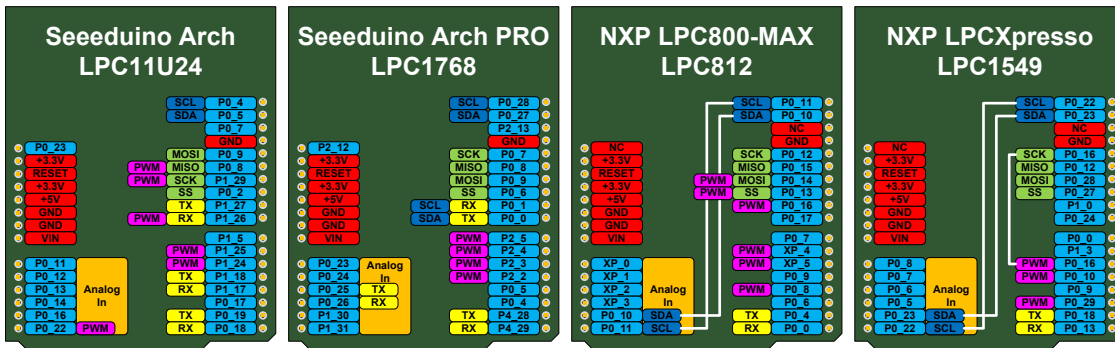 Seeeduino Arch
LPC11U24
P0_23
+3.3V
RESET
+3.3V
+5V
GND
GND
VIN
P0_11
P0_12
P0_13
P0_14
P0_16
P0_22 PWM
Analog
In
SCL P0_4
SDA P0_5
P0_7
GND
MOSI P0_9
PWM MISO P0_8
PWM SCK P1_29
SS P0_2
TX P1_27
PWM RX P1_26
P1_5
PWM P1_25
PWM P1_24
TX P1_18
RX P1_17
P0_17
TX P0_19
RX P0_18
Seeeduino Arch PRO
LPC1768
P2_12
+3.3V
RESET
+3.3V
+5V
GND
GND
VIN
P0_23
P0_24
P0_25 TX
P0_26 RX
P1_30
P1_31
Analog
In
SCL P0_28
SDA P0_27
P2_13
GND
SCK P0_7
MISO P0_8
MOSI P0_9
SS P0_6
SCL RX P0_1
SDA TX P0_0
PWM P2_5
PWM P2_4
PWM P2_3
PWM P2_2
P0_5
P0_4
TX P4_28
RX P4_29
NXP LPC800-MAX
LPC812
NC
+3.3V
RESET
+3.3V
+5V
GND
GND
VIN
XP_0
XP_1
XP_2
XP_3
P0_10 SDA
P0_11 SCL
Analog
In
SCL P0_11
SDA P0_10
NC
GND
SCK P0_12
MISO P0_15
PWM MOSI P0_14
PWM SS P0_13
PWM P0_16
P0_17
P0_7
PWM XP_4
PWM XP_5
P0_9
PWM P0_8
P0_6
TX P0_4
RX P0_0
NXP LPCXpresso
LPC1549
NC
+3.3V
RESET
+3.3V
+5V
GND
GND
VIN
P0_8
P0_7
P0_6
P0_5
P0_23 SDA
P0_22 SCL
Analog
In
SCL P0_22
SDA P0_23
NC
GND
SCK P0_16
MISO P0_12
MOSI P0_28
SS P0_27
P1_0
P0_24
P0_0
P1_3
PWM P0_16
PWM P0_10
P0_9
PWM P0_29
TX P0_18
RX P0_13